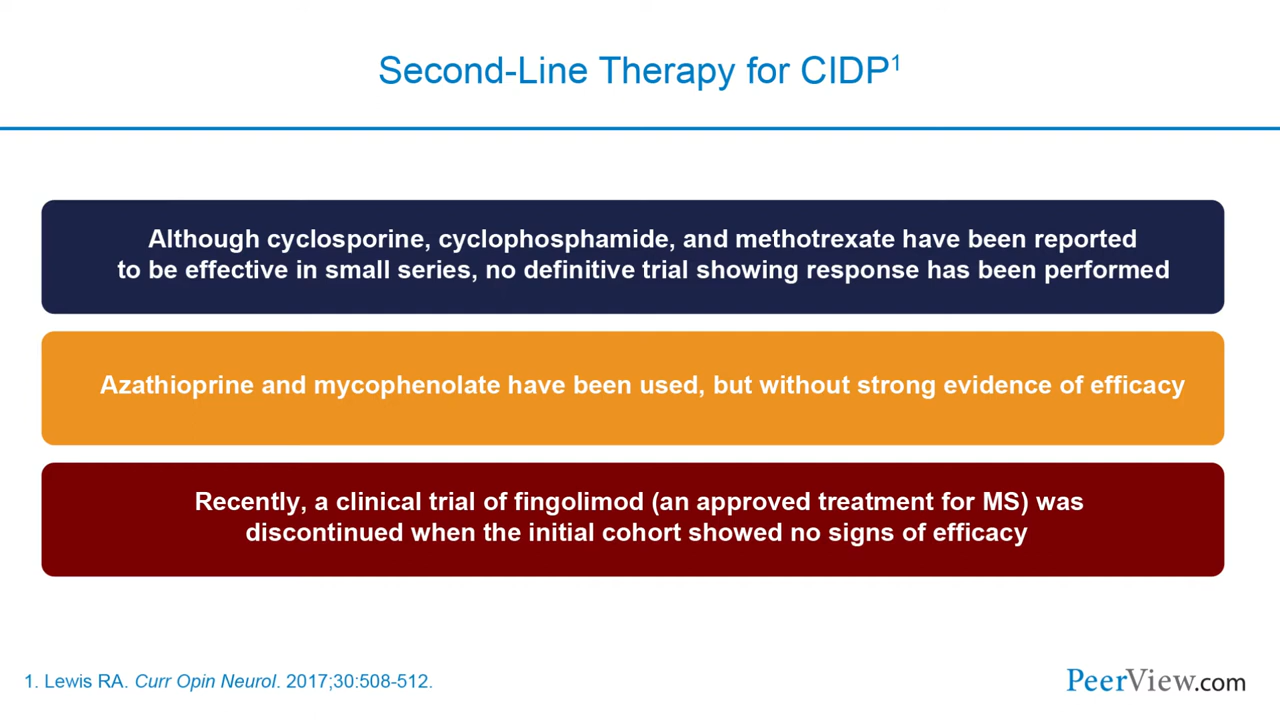 Second-Line Therapy for CIDP¹
Although cyclosporine, cyclophosphamide, and methotrexate have been reported
to be effective in small series, no definitive trial showing response has been performed
Azathioprine and mycophenolate have been used, but without strong evidence of efficacy
Recently, a clinical trial of fingolimod (an approved treatment for MS) was
discontinued when the initial cohort showed no signs of efficacy
1. Lewis RA. Curr Opin Neurol. 2017;30:508-512.
PeerView.com